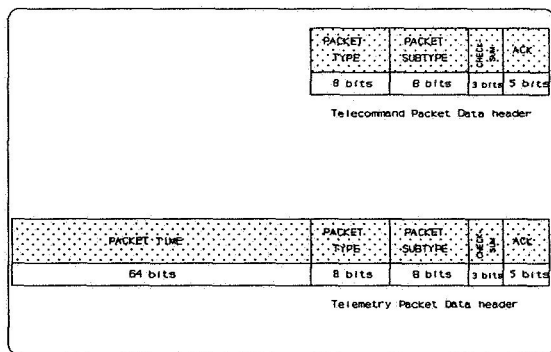 PACKET TYPE PACKET SUBTYPE CHECK-SUM ACK
8 bits 8 bits 3 bits 5 bits
Telecommand Packet Data header
PACKET TIME PACKET TYPE PACKET SUBTYPE CHECK-SUM ACK
64 bits 8 bits 8 bits 3 bits 5 bits
Telemetry Packet Data header